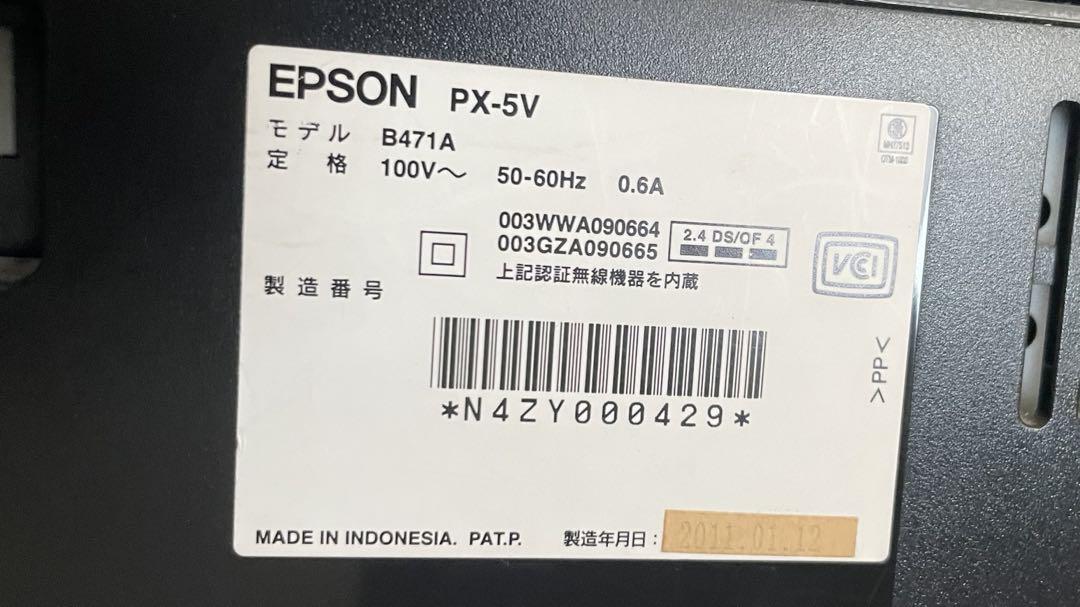 EPSON PX-5V
モデル B471A
定 格 100V～ 50-60Hz 0.6A
003WWA090664
003GZA090665
2.4 DS/OF 4
上記認証無線機器を内蔵
VCI
製造番号
>PP<
*N4ZY000429*
MADE IN INDONESIA. PAT.P. 製造年月日: 2011.01.12